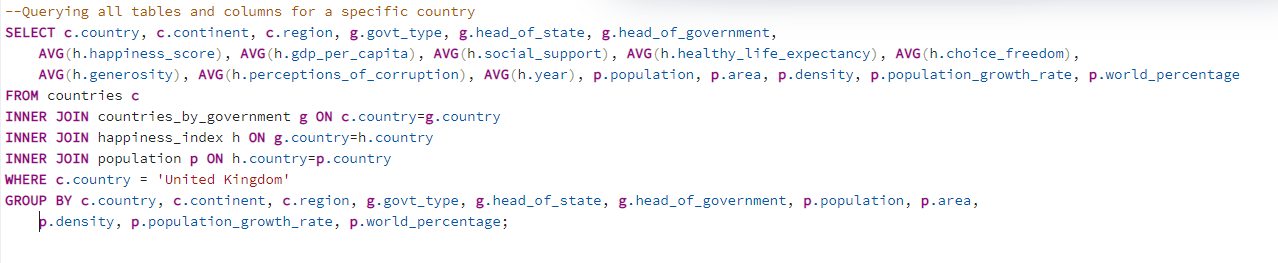 --Querying all tables and columns for a specific country
SELECT c.country, c.continent, c.region, g.govt_type, g.head_of_state, g.head_of_government,
    AVG(h.happiness_score), AVG(h.gdp_per_capita), AVG(h.social_support), AVG(h.healthy_life_expectancy), AVG(h.choice_freedom),
    AVG(h.generosity), AVG(h.perceptions_of_corruption), AVG(h.year), p.population, p.area, p.density, p.population_growth_rate, p.world_percentage
FROM countries c
INNER JOIN countries_by_government g ON c.country=g.country
INNER JOIN happiness_index h ON g.country=h.country
INNER JOIN population p ON h.country=p.country
WHERE c.country = 'United Kingdom'
GROUP BY c.country, c.continent, c.region, g.govt_type, g.head_of_state, g.head_of_government, p.population, p.area,
    p.density, p.population_growth_rate, p.world_percentage;